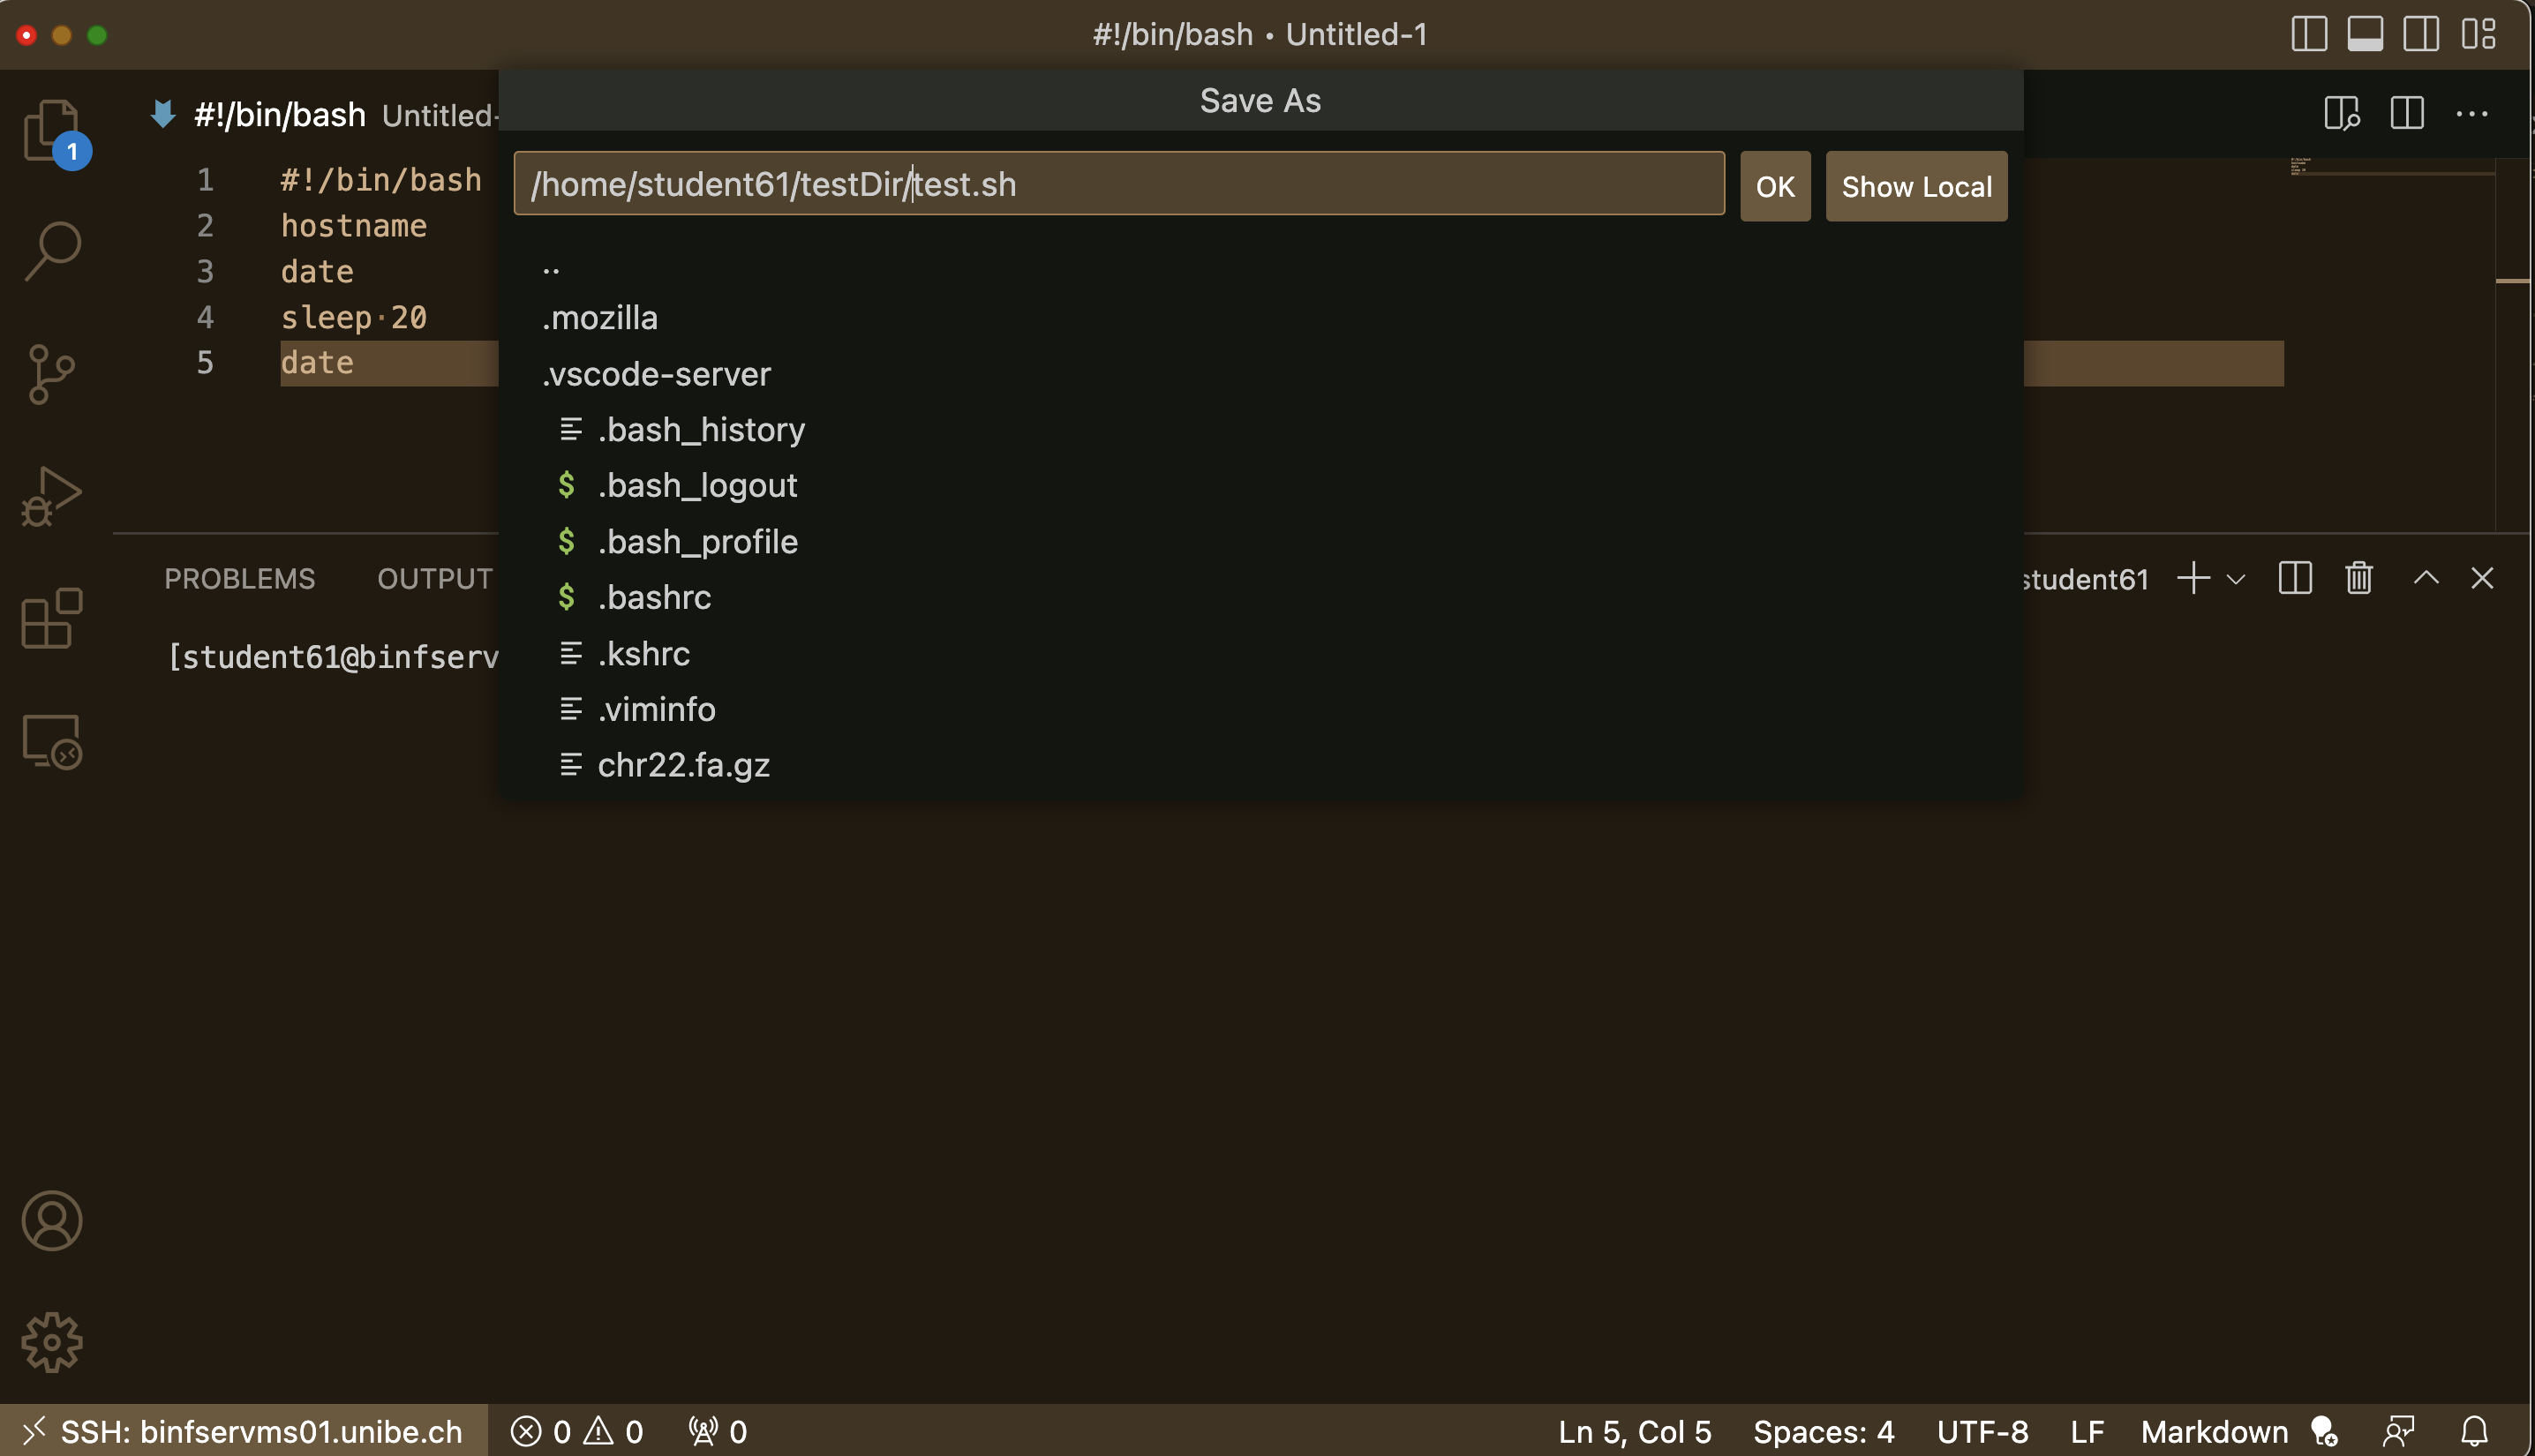 #!/bin/bash • Untitled-1
1
#!/bin/bash Untitled-
Save As
/home/student61/testDir/test.sh
OK
Show Local
1 #!/bin/bash
2 hostname
3 date
4 sleep·20
5 date
..
.mozilla
.vscode-server
.bash_history
$ .bash_logout
$ .bash_profile
$ .bashrc
.kshrc
.viminfo
chr22.fa.gz
PROBLEMS OUTPUT
student61
[student61@binfserv
SSH: binfservms01.unibe.ch 0 0 0 Ln 5, Col 5 Spaces: 4 UTF-8 LF Markdown